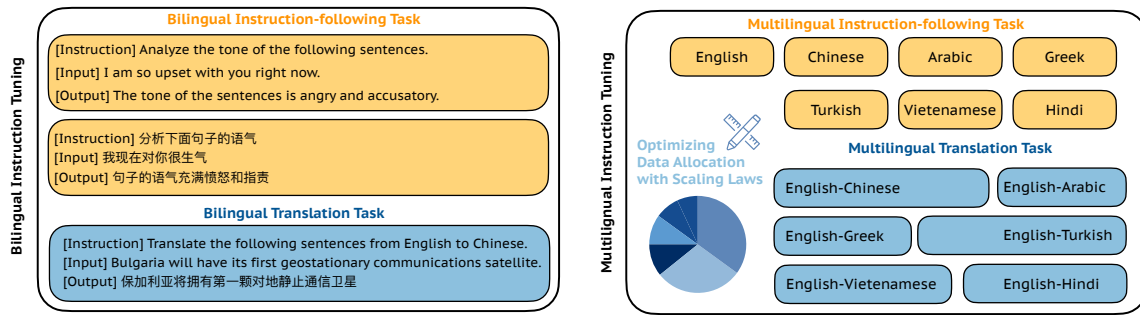 Bilingual Instruction Tuning
Bilingual Instruction-following Task
[Instruction] Analyze the tone of the following sentences.
[Input] I am so upset with you right now.
[Output] The tone of the sentences is angry and accusatory.
[Instruction] 分析下面句子的语气
[Input] 我现在对你很生气
[Output] 句子的语气充满愤怒和指责
Bilingual Translation Task
[Instruction] Translate the following sentences from English to Chinese.
[Input] Bulgaria will have its first geostationary communications satellite.
[Output] 保加利亚将拥有第一颗对地静止通信卫星
Multilignual Instruction Tuning
Multilingual Instruction-following Task
English
Chinese
Arabic
Greek
Turkish
Vietenamese
Hindi
Optimizing
Data Allocation
with Scaling Laws
Multilingual Translation Task
English-Chinese
English-Arabic
English-Greek
English-Turkish
English-Vietenamese
English-Hindi